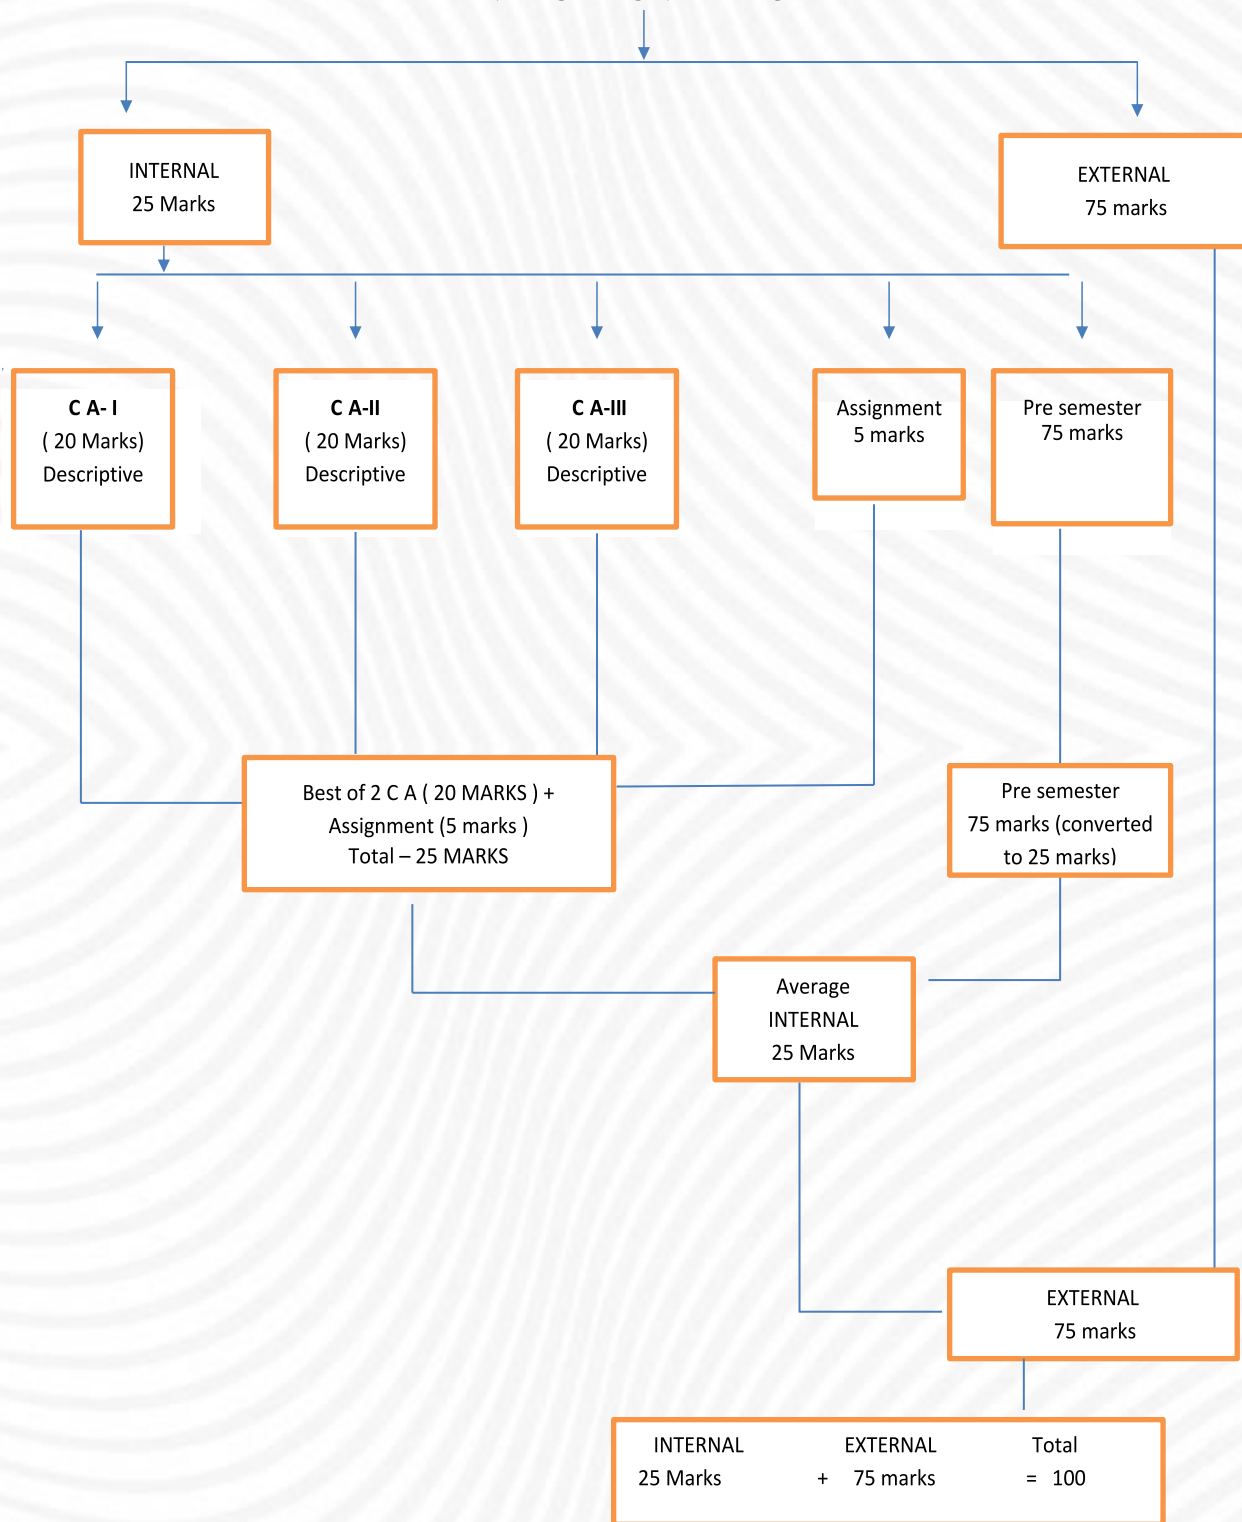 INTERNAL
25 Marks
EXTERNAL
75 marks
C A- I
( 20 Marks)
Descriptive
C A-II
( 20 Marks)
Descriptive
C A-III
( 20 Marks)
Descriptive
Assignment
5 marks
Pre semester
75 marks
Best of 2 C A ( 20 MARKS ) +
Assignment (5 marks )
Total – 25 MARKS
Pre semester
75 marks (converted
to 25 marks)
Average
INTERNAL
25 Marks
EXTERNAL
75 marks
INTERNAL EXTERNAL Total
25 Marks + 75 marks = 100